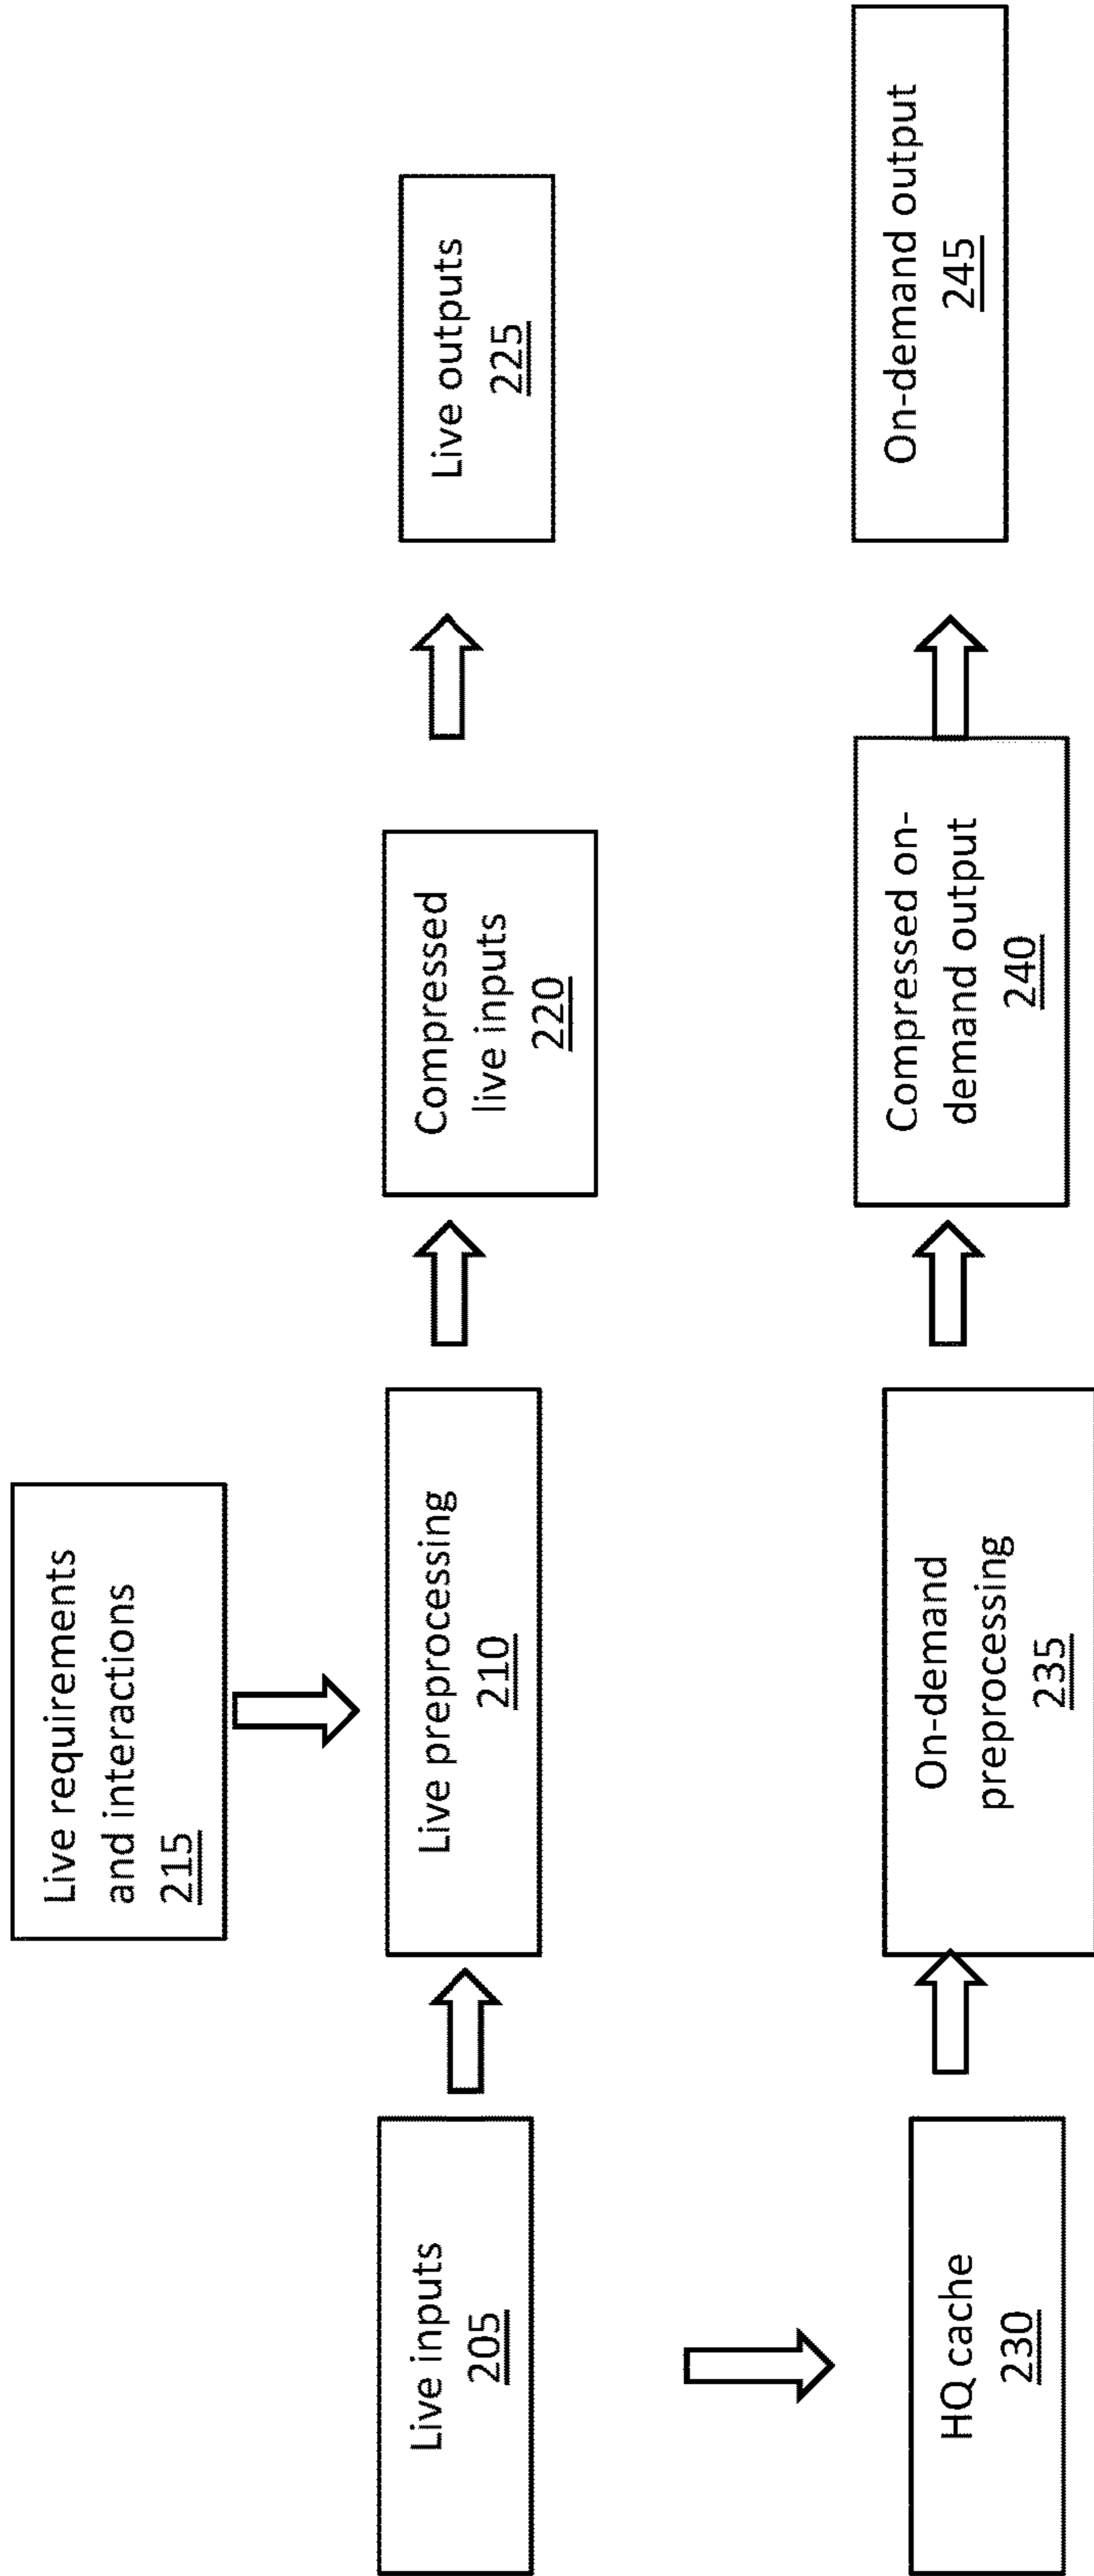 Live requirements
and interactions
215
Live inputs
205
Live preprocessing
210
Compressed
live inputs
220
Live outputs
225
HQ cache
230
On-demand
preprocessing
235
Compressed on-
demand output
240
On-demand output
245